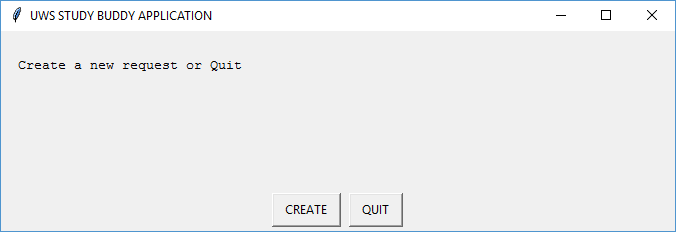 UWS STUDY BUDDY APPLICATION
Create a new request or Quit
CREATE QUIT